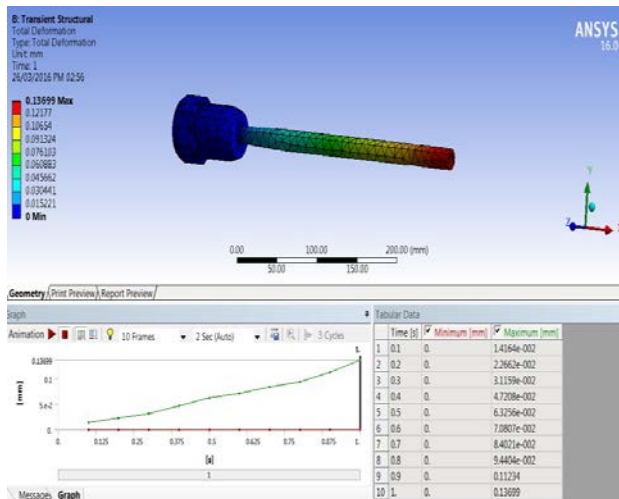 B: Transient Structural
Total Deformation
Type: Total Deformation
Unit: mm
Time: 1
26/03/2016 PM 02:56
ANSYS
16.0
0.13699 Max
0.12177
0.10654
0.091324
0.076103
0.060883
0.045662
0.030441
0.015221
0 Min
Y
Z
X
0.00 100.00 200.00 (mm)
50.00 150.00
Geometry Print Preview Report Preview
Graph
Animation 10 Frames 2 Sec (Auto) 3 Cycles
1.
0.13699
0.1
5.e-2
0.
[mm]
0. 0.125 0.25 0.375 0.5 0.625 0.75 0.875 1.
[s]
1
Messages Graph
Tabular Data
Time [s] Minimum [mm] Maximum [mm]
1 0.1 0. 1.4164e-002
2 0.2 0. 2.2662e-002
3 0.3 0. 3.1159e-002
4 0.4 0. 4.7208e-002
5 0.5 0. 6.3256e-002
6 0.6 0. 7.0807e-002
7 0.7 0. 8.4021e-002
8 0.8 0. 9.4404e-002
9 0.9 0. 0.11234
10 1. 0. 0.13699